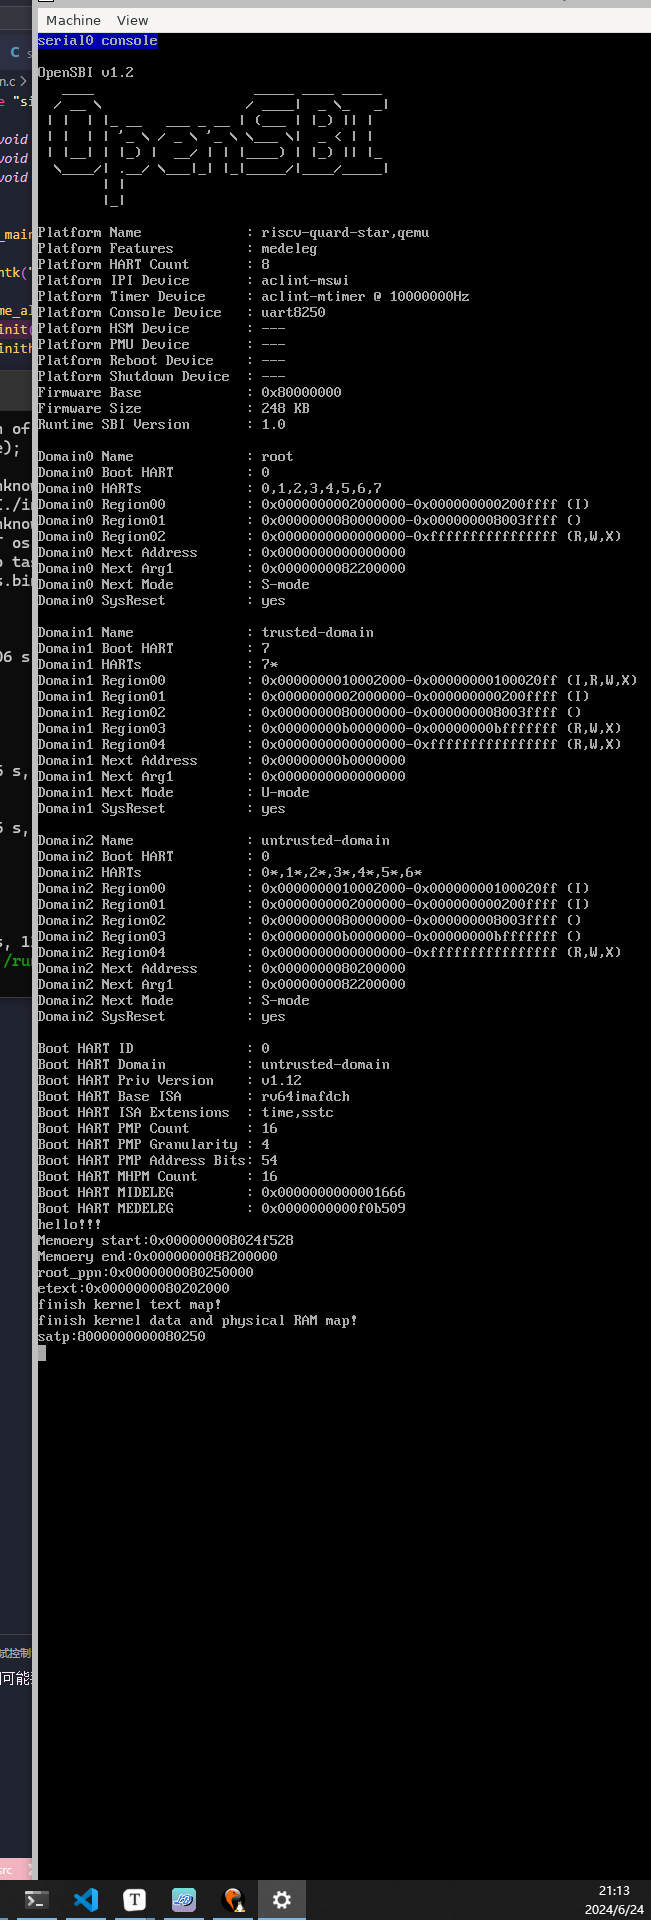 Machine View
serial0 console
OpenSBI v1.2
OpenSBI
Platform Name : riscv-quard-star,qemu
Platform Features : medeleg
Platform HART Count : 8
Platform IPI Device : aclint-mswi
Platform Timer Device : aclint-mtimer @ 10000000Hz
Platform Console Device : uart8250
Platform HSM Device : ---
Platform PMU Device : ---
Platform Reboot Device : ---
Platform Shutdown Device : ---
Firmware Base : 0x80000000
Firmware Size : 248 KB
Runtime SBI Version : 1.0
Domain0 Name : root
Domain0 Boot HART : 0
Domain0 HARTs : 0,1,2,3,4,5,6,7
Domain0 Region00 : 0x0000000002000000-0x000000000200ffff (I)
Domain0 Region01 : 0x0000000080000000-0x000000008003ffff ()
Domain0 Region02 : 0x0000000000000000-0xffffffffffffffff (R,W,X)
Domain0 Next Address : 0x0000000000000000
Domain0 Next Arg1 : 0x0000000082200000
Domain0 Next Mode : S-mode
Domain0 SysReset : yes
Domain1 Name : trusted-domain
Domain1 Boot HART : 7
Domain1 HARTs : 7*
Domain1 Region00 : 0x0000000010002000-0x00000000100020ff (I,R,W,X)
Domain1 Region01 : 0x0000000002000000-0x000000000200ffff (I)
Domain1 Region02 : 0x0000000080000000-0x000000008003ffff ()
Domain1 Region03 : 0x00000000b0000000-0x00000000bfffffff (R,W,X)
Domain1 Region04 : 0x0000000000000000-0xffffffffffffffff (R,W,X)
Domain1 Next Address : 0x00000000b0000000
Domain1 Next Arg1 : 0x0000000000000000
Domain1 Next Mode : U-mode
Domain1 SysReset : yes
Domain2 Name : untrusted-domain
Domain2 Boot HART : 0
Domain2 HARTs : 0*,1*,2*,3*,4*,5*,6*
Domain2 Region00 : 0x0000000010002000-0x00000000100020ff (I)
Domain2 Region01 : 0x0000000002000000-0x000000000200ffff (I)
Domain2 Region02 : 0x0000000080000000-0x000000008003ffff ()
Domain2 Region03 : 0x00000000b0000000-0x00000000bfffffff ()
Domain2 Region04 : 0x0000000000000000-0xffffffffffffffff (R,W,X)
Domain2 Next Address : 0x0000000080200000
Domain2 Next Arg1 : 0x0000000082200000
Domain2 Next Mode : S-mode
Domain2 SysReset : yes
Boot HART ID : 0
Boot HART Domain : untrusted-domain
Boot HART Priv Version : v1.12
Boot HART Base ISA : rv64imafdch
Boot HART ISA Extensions : time,sstc
Boot HART PMP Count : 16
Boot HART PMP Granularity : 4
Boot HART PMP Address Bits: 54
Boot HART MHPM Count : 16
Boot HART MIDELEG : 0x0000000000001666
Boot HART MEDELEG : 0x0000000000f0b509
hello!!!
Memoery start:0x000000008024f528
Memoery end:0x0000000088200000
root_ppn:0x0000000080250000
etext:0x0000000080202000
finish kernel text map!
finish kernel data and physical RAM map!
satp:8000000000080250
21:13
2024/6/24